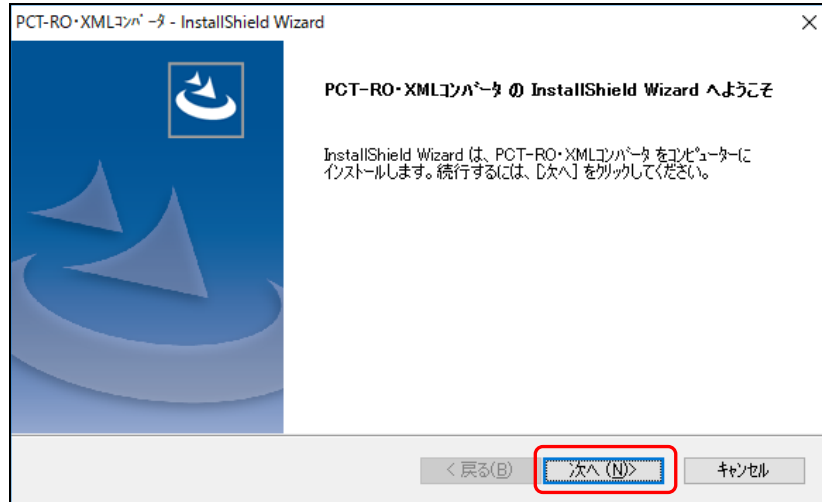 PCT-RO・XMLｺﾝﾊﾞｰﾀ - InstallShield Wizard
PCT-RO・XMLｺﾝﾊﾞｰﾀ の InstallShield Wizard へようこそ
InstallShield Wizard は、PCT-RO・XMLｺﾝﾊﾞｰﾀ をｺﾝﾋﾟｭｰﾀｰに
インストールします。続行するには、[次へ] をｸﾘｯｸしてください。
< 戻る(B) 次へ (N)> キャンセル